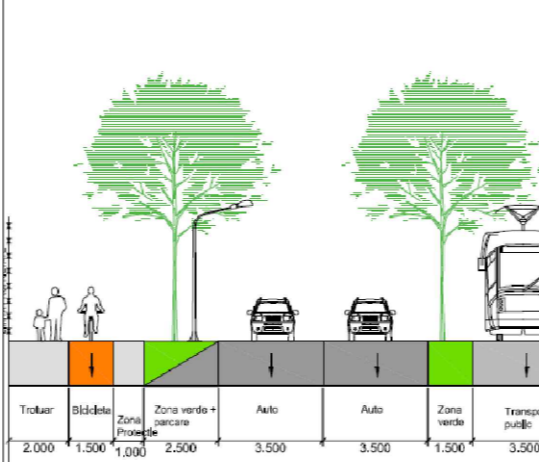 Trotuar
Bicicleta
Zona
Protectie
Zona verde +
parcare
Auto
Auto
Zona
verde
Transpo
public
2.000
1.500
1.000
2.500
3.500
3.500
1.500
3.500